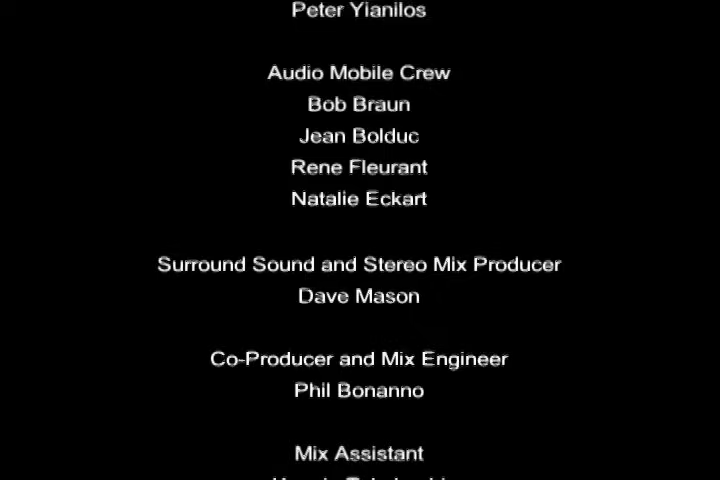 Peter Yianilos
Audio Mobile Crew
Bob Braun
Jean Bolduc
Rene Fleurant
Natalie Eckart
Surround Sound and Stereo Mix Producer
Dave Mason
Co-Producer and Mix Engineer
Phil Bonanno
Mix Assistant